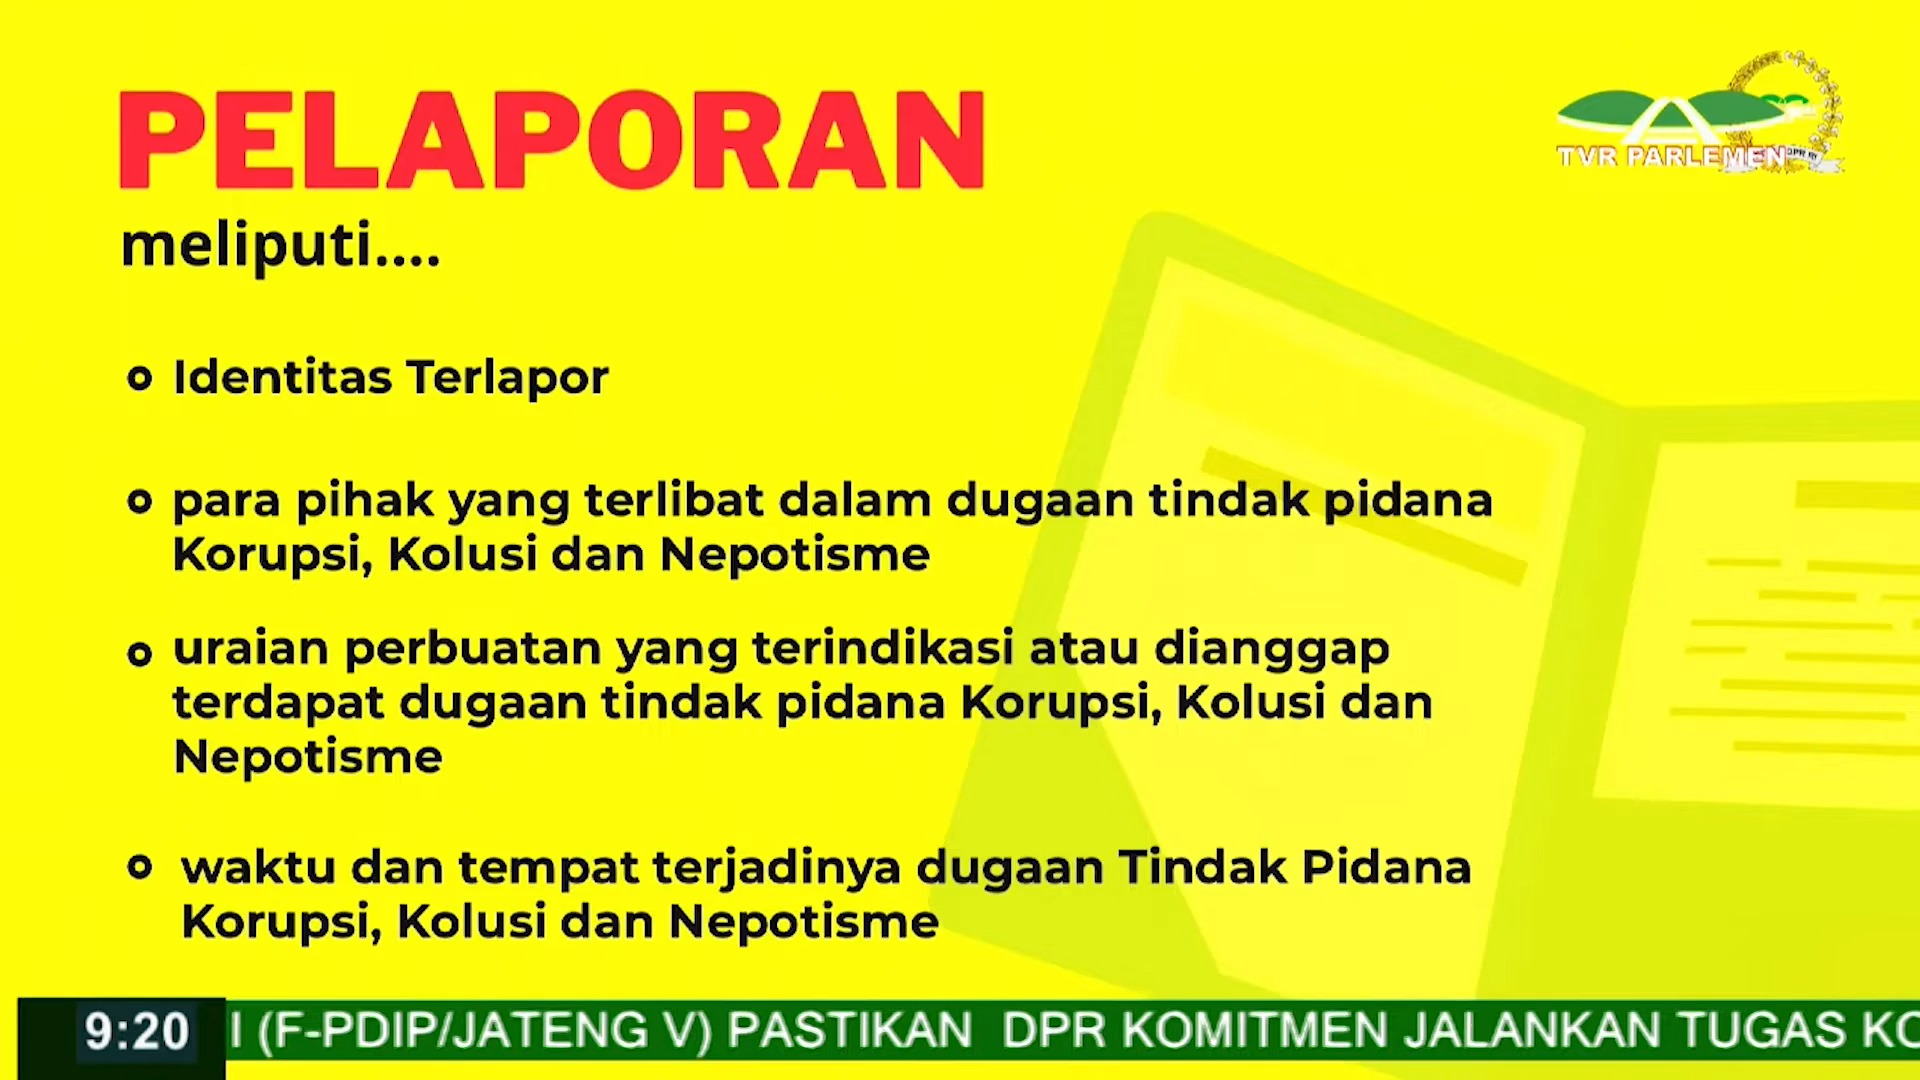 PELAPORAN
TVR PARLEMEN
DPR RI
meliputi....
Identitas Terlapor
para pihak yang terlibat dalam dugaan tindak pidana
Korupsi, Kolusi dan Nepotisme
uraian perbuatan yang terindikasi atau dianggap
terdapat dugaan tindak pidana Korupsi, Kolusi dan
Nepotisme
waktu dan tempat terjadinya dugaan Tindak Pidana
Korupsi, Kolusi dan Nepotisme
9:20
I (F-PDIP/JATENG V) PASTIKAN DPR KOMITMEN JALANKAN TUGAS